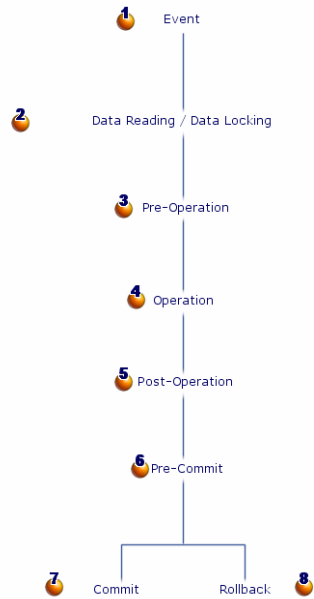 1 Event
2 Data Reading / Data Locking
3 Pre-Operation
4 Operation
5 Post-Operation
6 Pre-Commit
7 Commit 8 Rollback